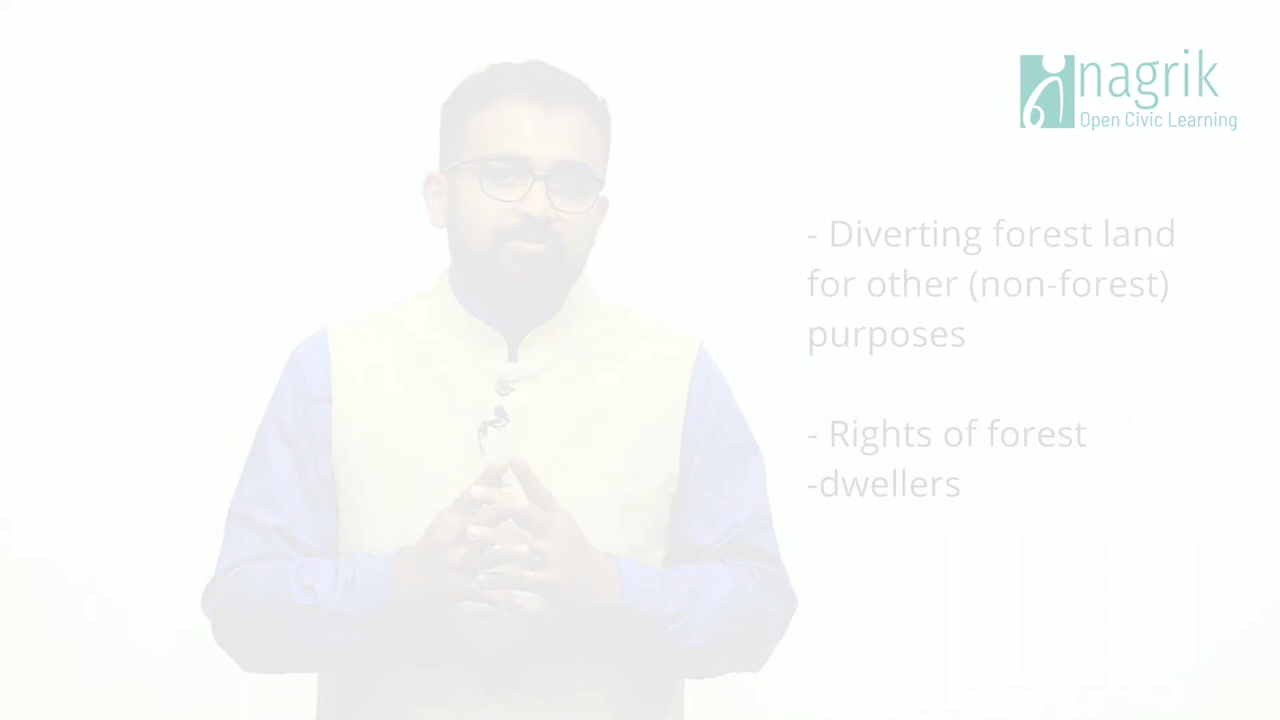 nagrik
Open Civic Learning
- Diverting forest land
for other (non-forest)
purposes
- Rights of forest
-dwellers